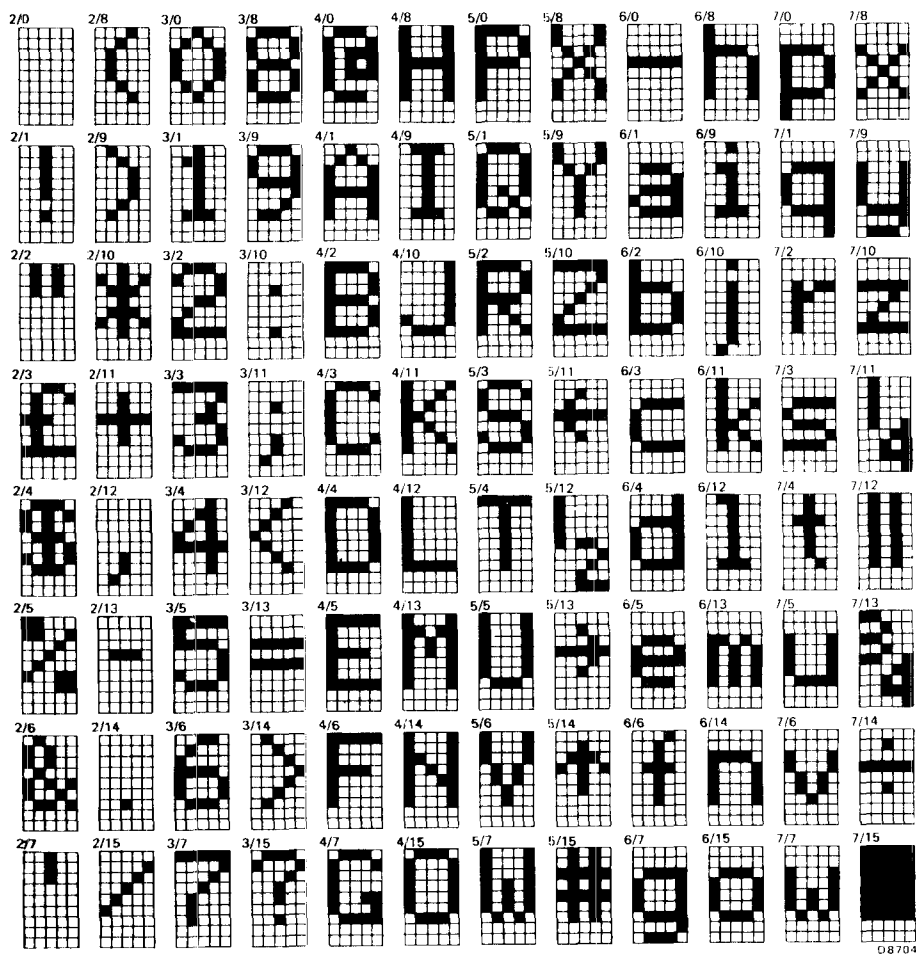 2/0 2/8 3/0 3/8 4/0 4/8 5/0 5/8 6/0 6/8 7/0 7/8
( 0 8 @ H P X — h p x
2/1 2/9 3/1 3/9 4/1 4/9 5/1 5/9 6/1 6/9 7/1 7/9
! ) 1 9 A I Q Y a i q y
2/2 2/10 3/2 3/10 4/2 4/10 5/2 5/10 6/2 6/10 7/2 7/10
" * 2 : B J R Z b j r z
2/3 2/11 3/3 3/11 4/3 4/11 5/3 5/11 6/3 6/11 7/3 7/11
£ + 3 ; C K S ← c k s ¼
2/4 2/12 3/4 3/12 4/4 4/12 5/4 5/12 6/4 6/12 7/4 7/12
$ , 4 < D L T ½ d l t ‖
2/5 2/13 3/5 3/13 4/5 4/13 5/5 5/13 6/5 6/13 7/5 7/13
% - 5 = E M U → e m u ¾
2/6 2/14 3/6 3/14 4/6 4/14 5/6 5/14 6/6 6/14 7/6 7/14
& . 6 > F N V ↑ f n v ÷
2/7 2/15 3/7 3/15 4/7 4/15 5/7 5/15 6/7 6/15 7/7 7/15
' / 7 ? G O W # g o w ■
D8704